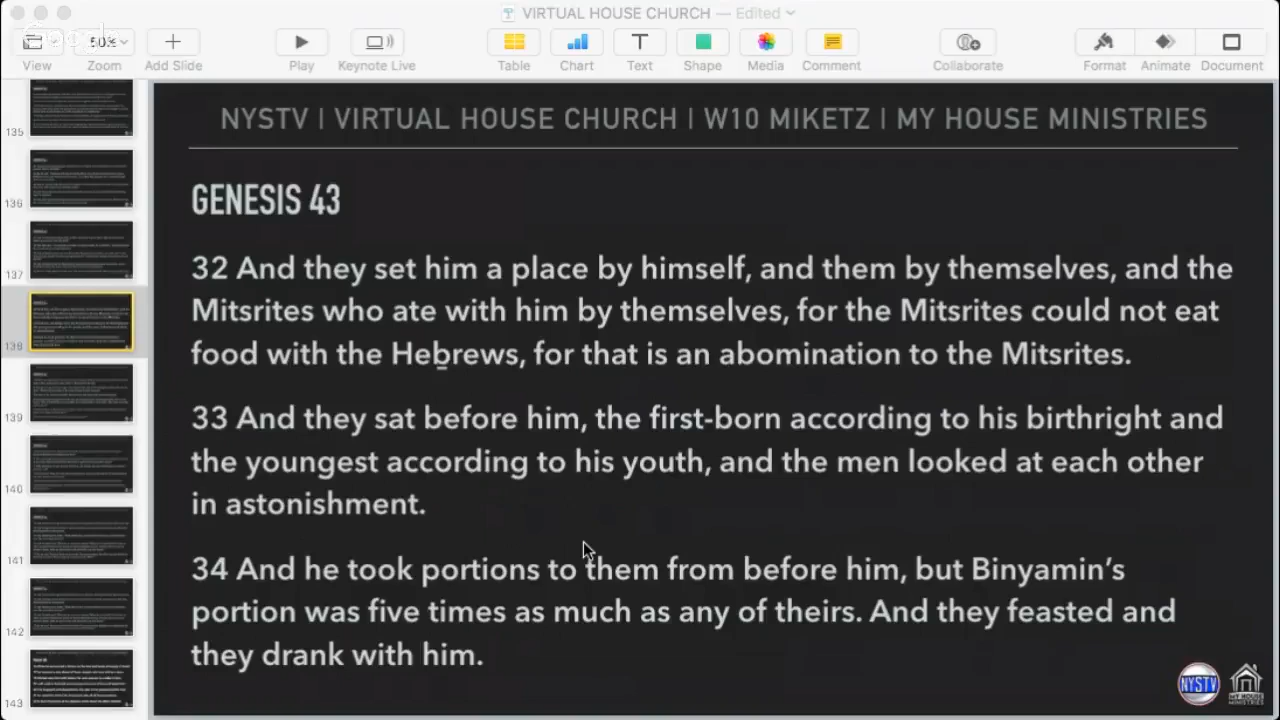 VIRTUAL HOUSE CHURCH — Edited
50%
View Zoom Add Slide Play Keynote Live Table Chart Text Shape Media Comment Collaborate Format Animate Document
NYSTV | VIRTUAL HOUSE CHURCH | MY HOUSE MINISTRIES
GENESIS 43
32 And they set him a place by himself, and them by themselves, and the
Mitsrites who ate with him by themselves, for the Mitsrites could not eat
food with the Hebrews, for that is an abomination to the Mitsrites.
33 And they sat before him, the first-born according to his birthright and
the youngest according to his youth, and the men looked at each other
in astonishment.
34 And he took portions to them from before him, but Binyamin's
portion was five times as much as any of theirs. And they feasted and
they drank with him.
135
136
137
138
139
140
141
142
143
NYSTV
MY HOUSE
MINISTRIES